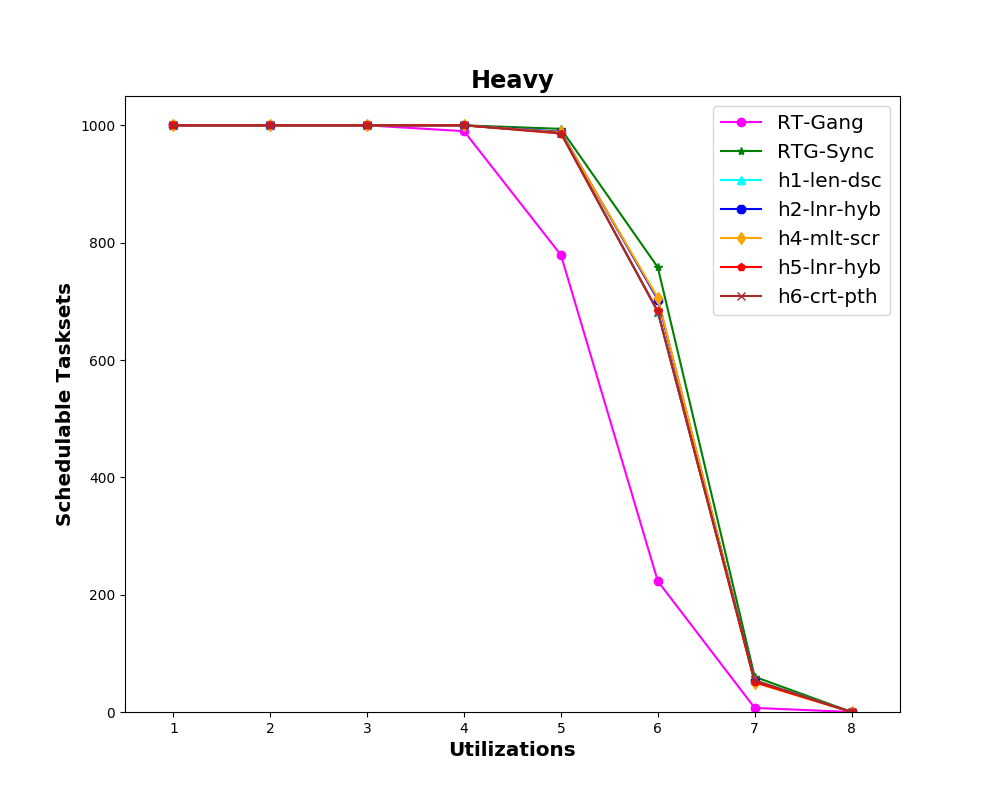 Heavy
Schedulable Tasksets
1000
800
600
400
200
0
1 2 3 4 5 6 7 8
Utilizations
RT-Gang
RTG-Sync
h1-len-dsc
h2-lnr-hyb
h4-mlt-scr
h5-lnr-hyb
h6-crt-pth